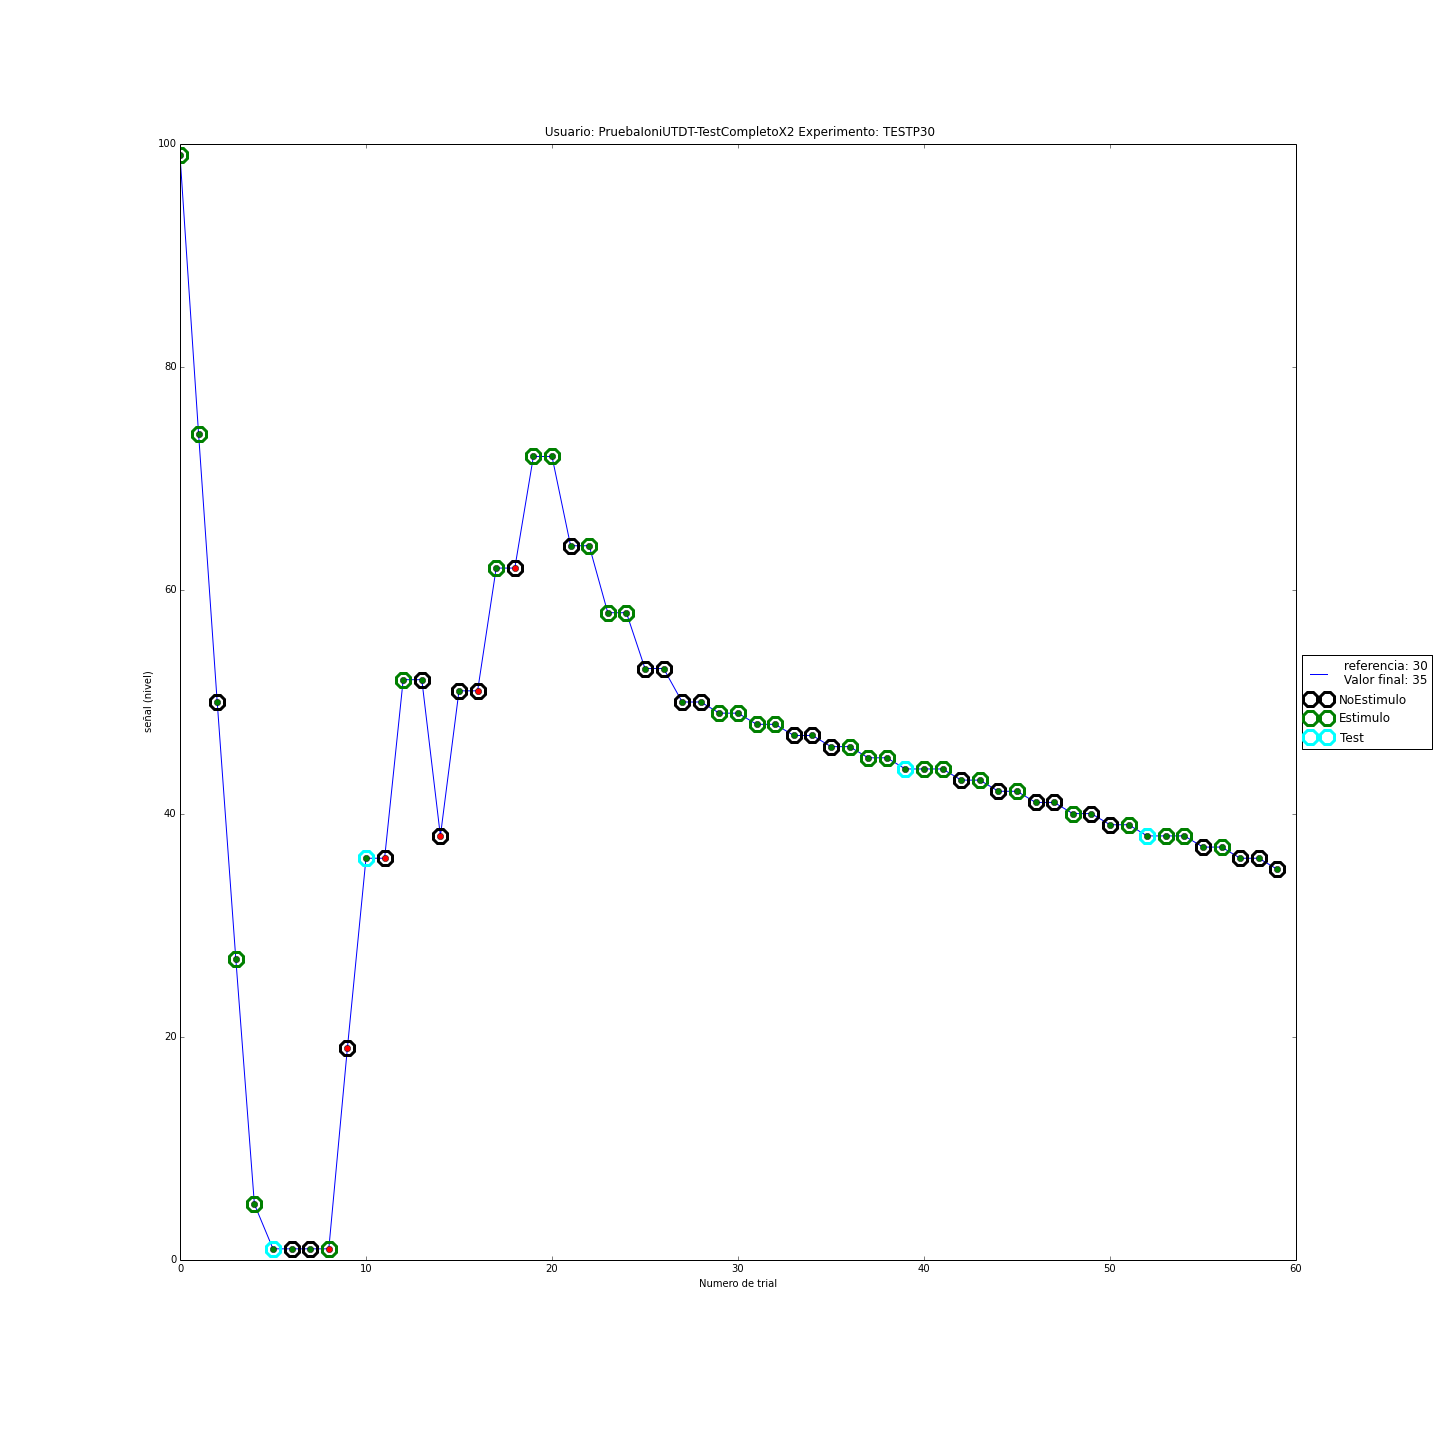 Usuario: PruebaIoniUTDT-TestCompletoX2 Experimento: TESTP30
100
80
60
40
20
0
señal (nivel)
0 10 20 30 40 50 60
Numero de trial
referencia: 30
Valor final: 35
NoEstimulo
Estimulo
Test